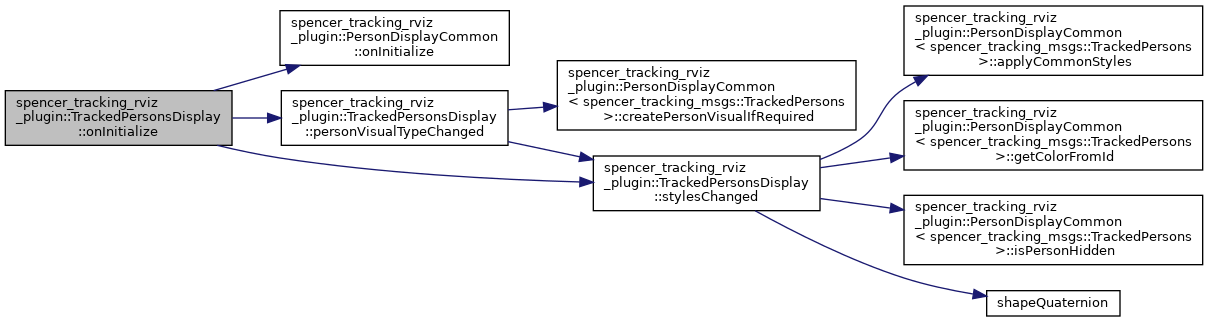 spencer_tracking_rviz
_plugin::TrackedPersonsDisplay
::onInitialize
spencer_tracking_rviz
_plugin::PersonDisplayCommon
::onInitialize
spencer_tracking_rviz
_plugin::TrackedPersonsDisplay
::personVisualTypeChanged
spencer_tracking_rviz
_plugin::PersonDisplayCommon
< spencer_tracking_msgs::TrackedPersons
>::createPersonVisualIfRequired
spencer_tracking_rviz
_plugin::TrackedPersonsDisplay
::stylesChanged
spencer_tracking_rviz
_plugin::PersonDisplayCommon
< spencer_tracking_msgs::TrackedPersons
>::applyCommonStyles
spencer_tracking_rviz
_plugin::PersonDisplayCommon
< spencer_tracking_msgs::TrackedPersons
>::getColorFromId
spencer_tracking_rviz
_plugin::PersonDisplayCommon
< spencer_tracking_msgs::TrackedPersons
>::isPersonHidden
shapeQuaternion